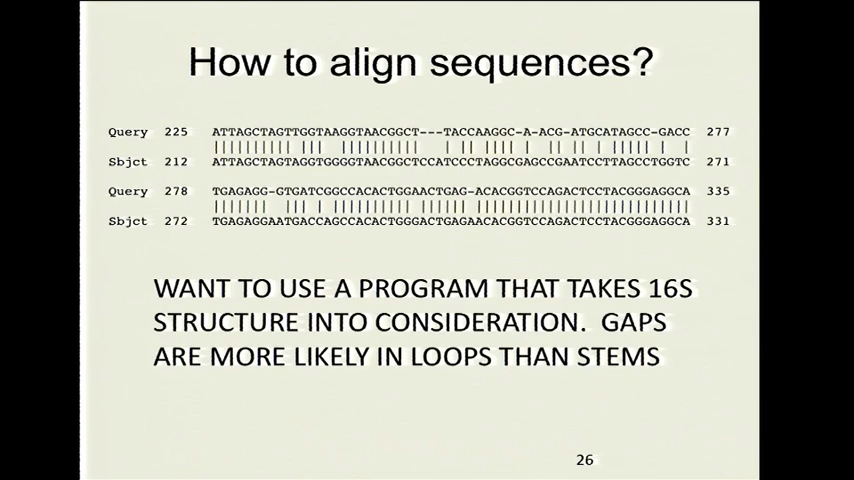 How to align sequences?
Query 225 ATTAGCTAGTTGGTAAGGTAACGGCT---TACCAAGGC-A-ACG-ATGCATAGCC-GACC 277
Sbjct 212 ATTAGCTAGTAGGTGGGGTAACGGCTCCATCCCTAGGCGAGCCGAATCCTTAGCCTGGTC 271
Query 278 TGAGAGG-GTGATCGGCCACACTGGAACTGAG-ACACGGTCCAGACTCCTACGGGAGGCA 335
Sbjct 272 TGAGAGGAATGACCAGCCACACTGGGACTGAGAACACGGTCCAGACTCCTACGGGAGGCA 331
WANT TO USE A PROGRAM THAT TAKES 16S
STRUCTURE INTO CONSIDERATION. GAPS
ARE MORE LIKELY IN LOOPS THAN STEMS
26